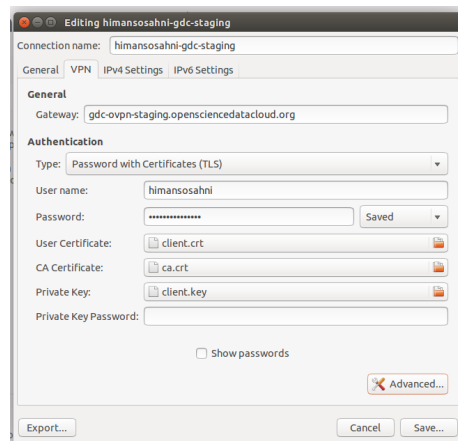 Editing himansosahni-gdc-staging
Connection name: himansosahni-gdc-staging
General VPN IPv4 Settings IPv6 Settings
General
Gateway: gdc-ovpn-staging.opensciencedatacloud.org
Authentication
Type: Password with Certificates (TLS)
User name: himansosahni
Password: ••••••••••••••• Saved
User Certificate: client.crt
CA Certificate: ca.crt
Private Key: client.key
Private Key Password:
Show passwords
Advanced...
Export... Cancel Save...